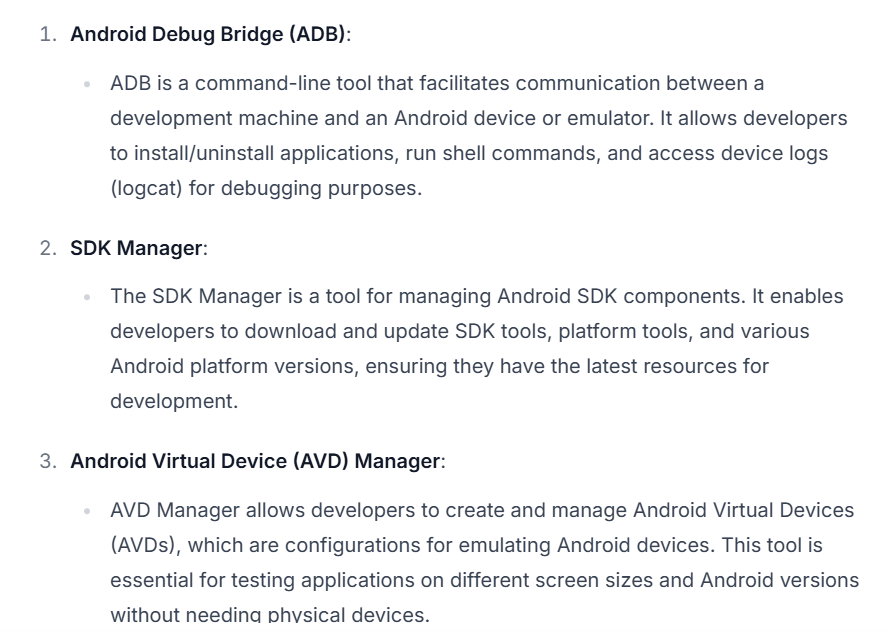 1. Android Debug Bridge (ADB):
• ADB is a command-line tool that facilitates communication between a
development machine and an Android device or emulator. It allows developers
to install/uninstall applications, run shell commands, and access device logs
(logcat) for debugging purposes.
2. SDK Manager:
• The SDK Manager is a tool for managing Android SDK components. It enables
developers to download and update SDK tools, platform tools, and various
Android platform versions, ensuring they have the latest resources for
development.
3. Android Virtual Device (AVD) Manager:
• AVD Manager allows developers to create and manage Android Virtual Devices
(AVDs), which are configurations for emulating Android devices. This tool is
essential for testing applications on different screen sizes and Android versions
without needing physical devices.